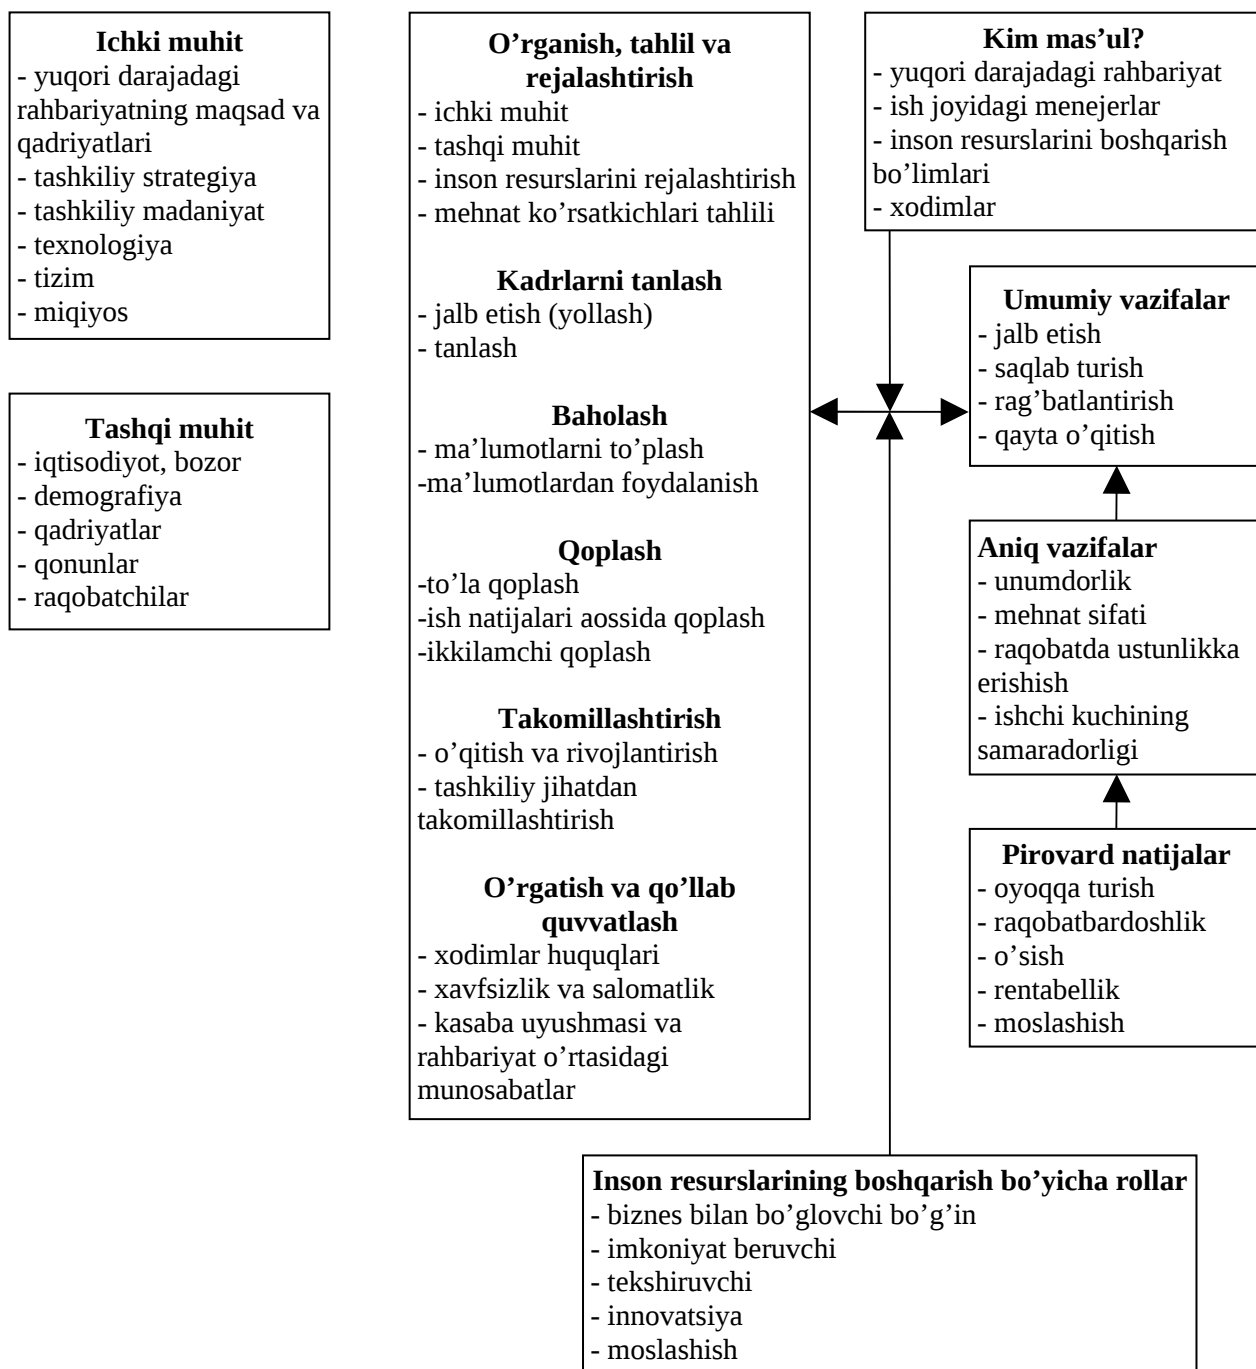 Ichki muhit
- yuqori darajadagi
rahbariyatning maqsad va
qadriyatlari
- tashkiliy strategiya
- tashkiliy madaniyat
- texnologiya
- tizim
- miqiyos
Tashqi muhit
- iqtisodiyot, bozor
- demografiya
- qadriyatlar
- qonunlar
- raqobatchilar
O’rganish, tahlil va
rejalashtirish
- ichki muhit
- tashqi muhit
- inson resurslarini rejalashtirish
- mehnat ko’rsatkichlari tahlili
Kadrlarni tanlash
- jalb etish (yollash)
- tanlash
Baholash
- ma’lumotlarni to’plash
-ma’lumotlardan foydalanish
Qoplash
-to’la qoplash
-ish natijalari aossida qoplash
-ikkilamchi qoplash
Takomillashtirish
- o’qitish va rivojlantirish
- tashkiliy jihatdan
takomillashtirish
O’rgatish va qo’llab
quvvatlash
- xodimlar huquqlari
- xavfsizlik va salomatlik
- kasaba uyushmasi va
rahbariyat o’rtasidagi
munosabatlar
Kim mas’ul?
- yuqori darajadagi rahbariyat
- ish joyidagi menejerlar
- inson resurslarini boshqarish
bo’limlari
- xodimlar
Umumiy vazifalar
- jalb etish
- saqlab turish
- rag’batlantirish
- qayta o’qitish
Aniq vazifalar
- unumdorlik
- mehnat sifati
- raqobatda ustunlikka
erishish
- ishchi kuchining
samaradorligi
Pirovard natijalar
- oyoqqa turish
- raqobatbardoshlik
- o’sish
- rentabellik
- moslashish
Inson resurslarining boshqarish bo’yicha rollar
- biznes bilan bo’glovchi bo’g’in
- imkoniyat beruvchi
- tekshiruvchi
- innovatsiya
- moslashish